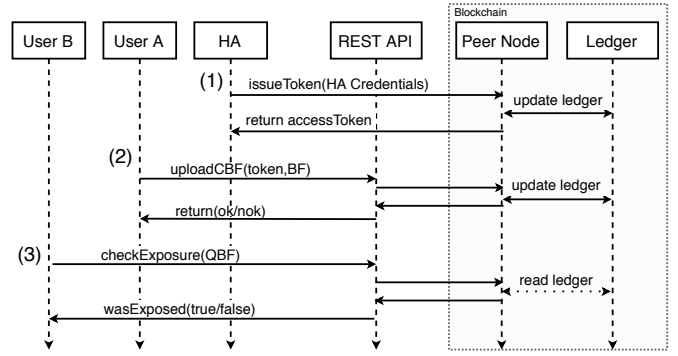 Blockchain
User B
User A
HA
REST API
Peer Node
Ledger
(1)
issueToken(HA Credentials)
update ledger
return accessToken
(2)
uploadCBF(token,BF)
update ledger
return(ok/nok)
(3)
checkExposure(QBF)
read ledger
wasExposed(true/false)